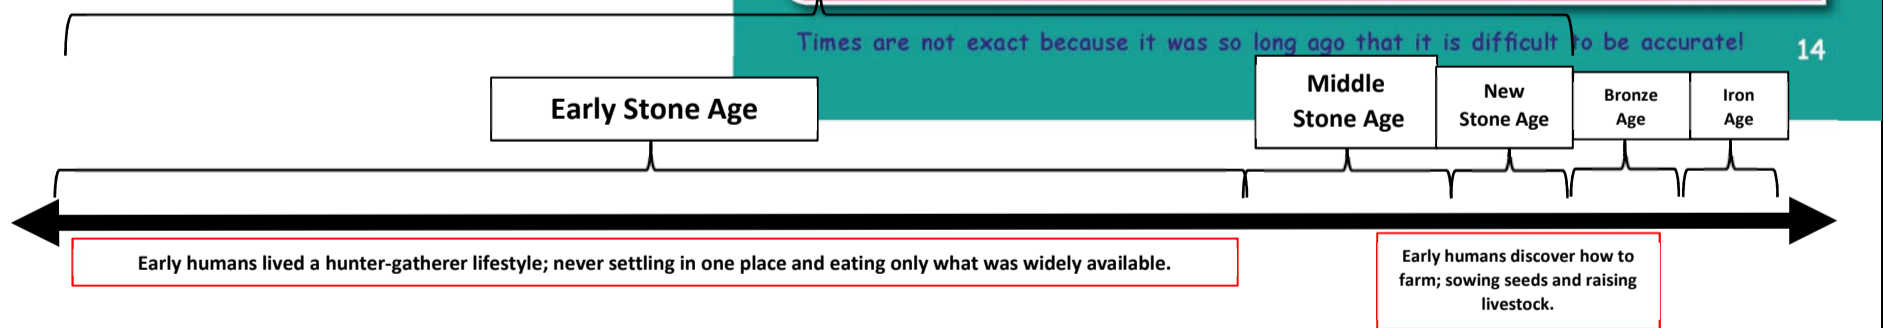 Times are not exact because it was so long ago that it is difficult to be accurate!
14
Early Stone Age
Middle
Stone Age
New
Stone Age
Bronze
Age
Iron
Age
Early humans lived a hunter-gatherer lifestyle; never settling in one place and eating only what was widely available.
Early humans discover how to
farm; sowing seeds and raising
livestock.